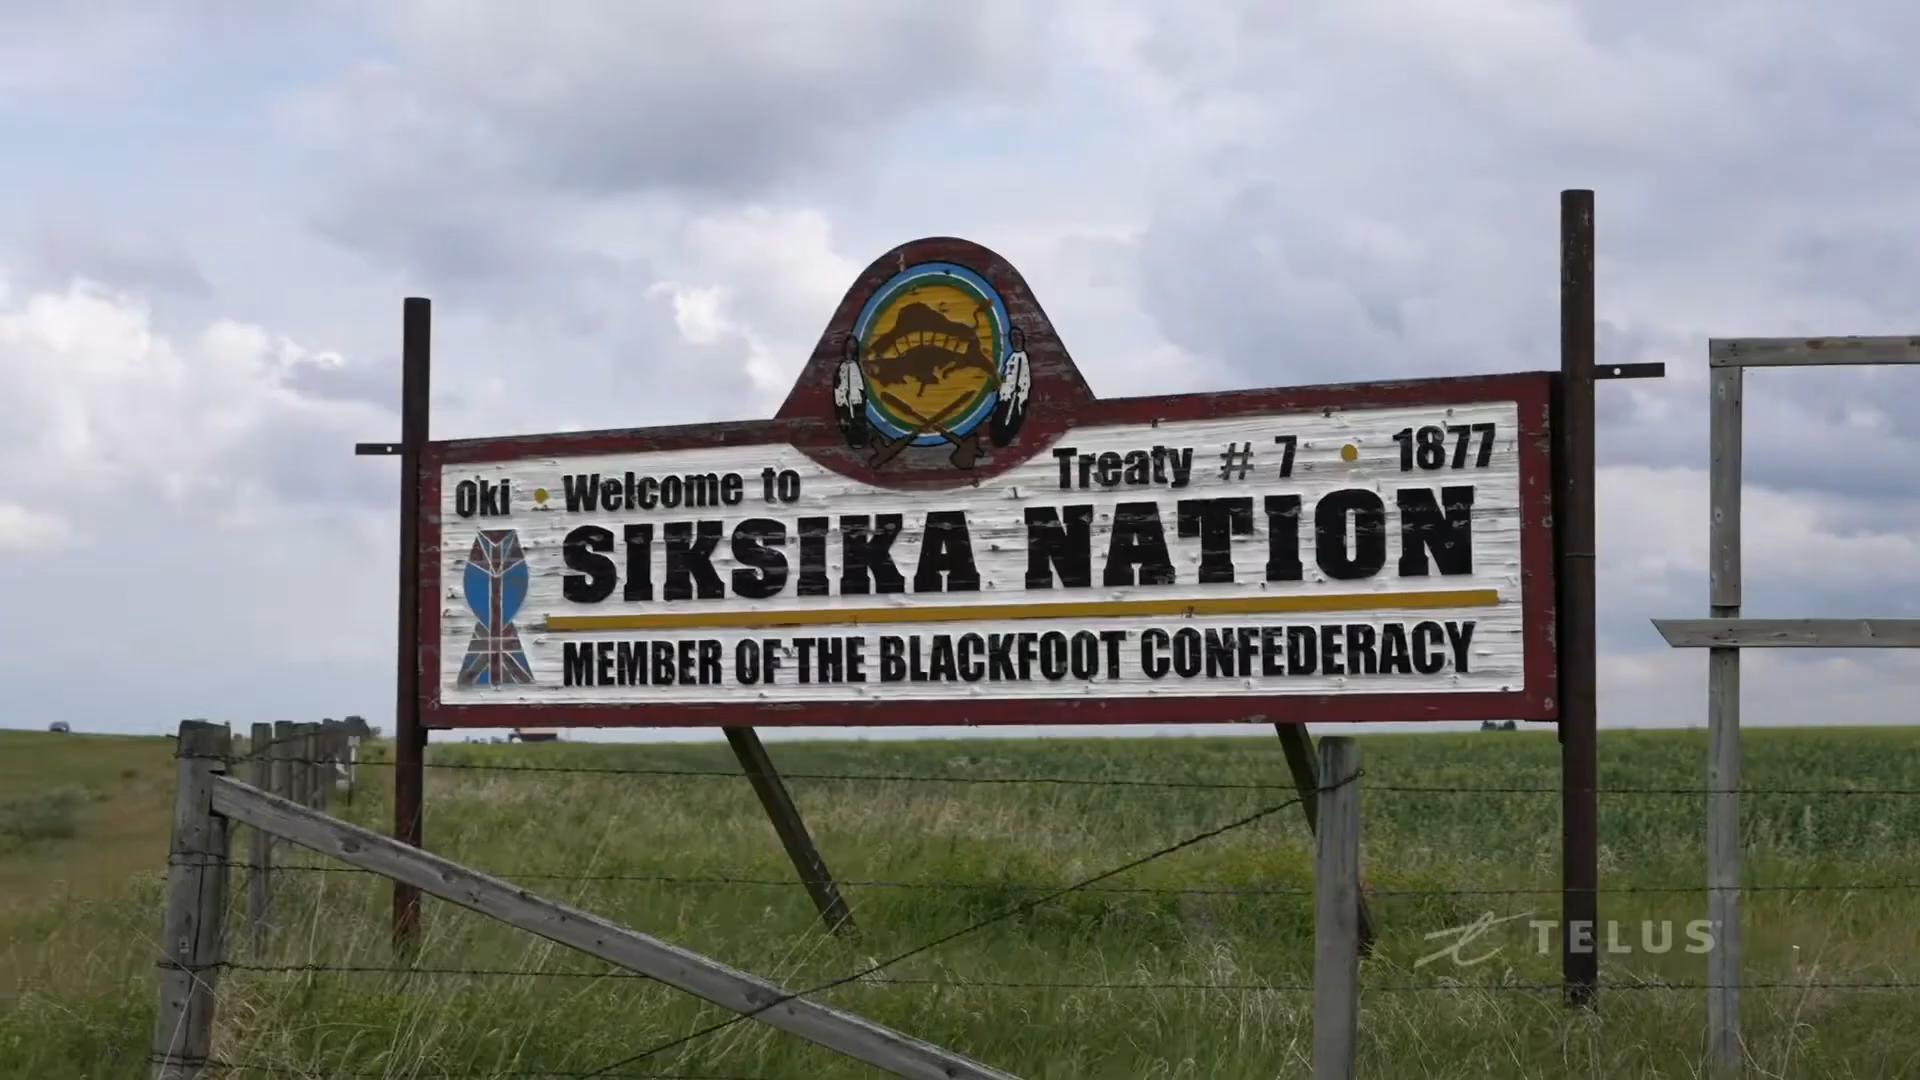 Oki • Welcome to
Treaty # 7 • 1877
SIKSIKA NATION
MEMBER OF THE BLACKFOOT CONFEDERACY
TELUS